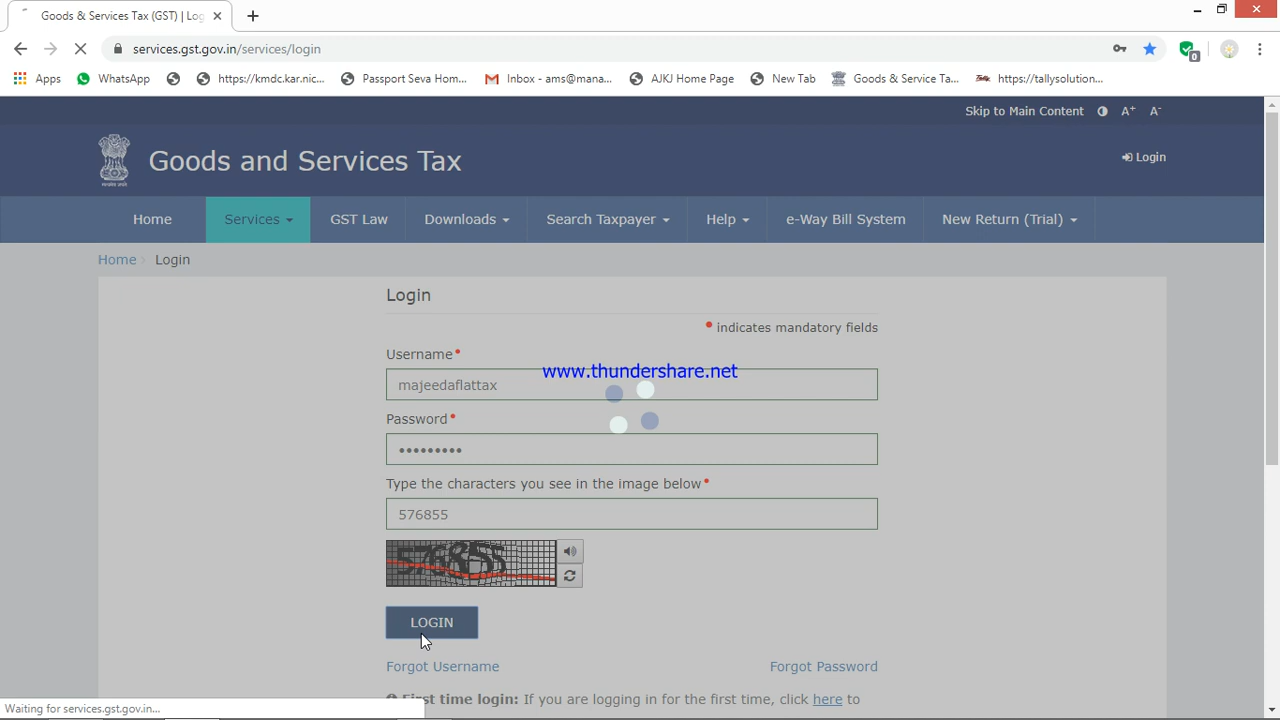 Goods & Services Tax (GST) | Log
services.gst.gov.in/services/login
0
Apps WhatsApp https://kmdc.kar.nic... Passport Seva Hom... Inbox - ams@mana... AJKJ Home Page New Tab Goods & Service Ta... https://tallysolution...
Skip to Main Content A+ A-
Goods and Services Tax
Login
Home Services GST Law Downloads Search Taxpayer Help e-Way Bill System New Return (Trial)
Home Login
Login
• indicates mandatory fields
Username•
www.thundershare.net
majeedaflattax
Password•
•••••••••
Type the characters you see in the image below•
576855
576855
LOGIN
Forgot Username Forgot Password
First time login: If you are logging in for the first time, click here to
Waiting for services.gst.gov.in...